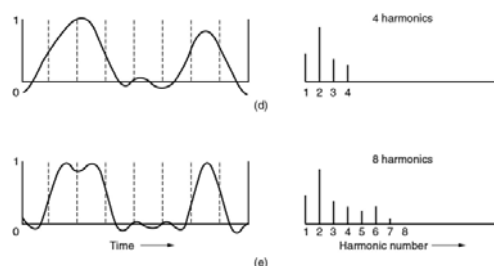 1
0
4 harmonics
1 2 3 4
(d)
1
0
Time
8 harmonics
1 2 3 4 5 6 7 8
Harmonic number
(e)